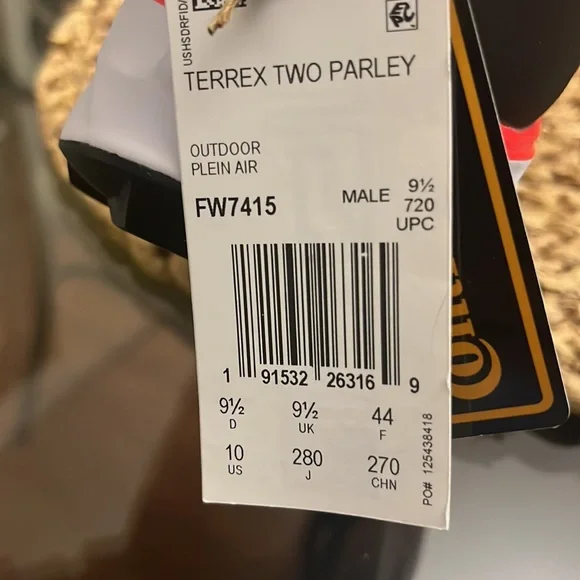 USHSDRFID/
TERREX TWO PARLEY
OUTDOOR
PLEIN AIR
FW7415
MALE 9½
720
UPC
1 91532 26316 9
9½ 9½ 44
D UK F
10 280 270
US J CHN
PO# 125438418